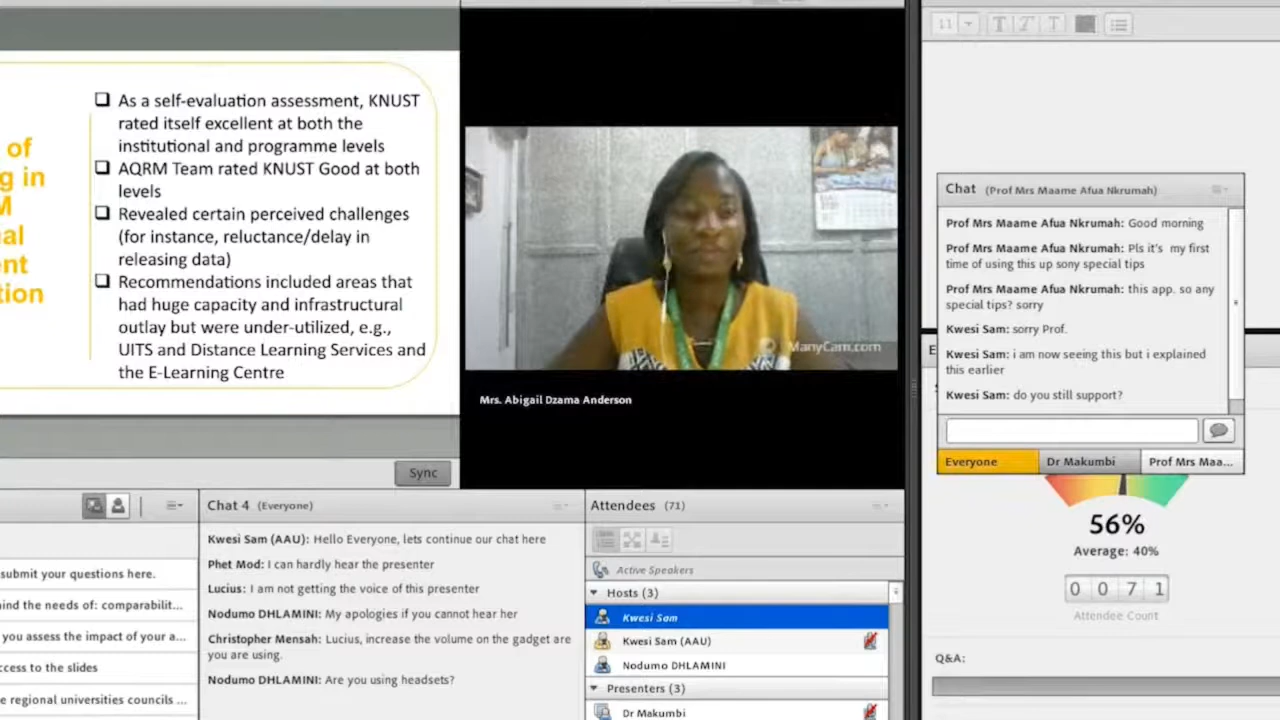 of
g in
M
al
ent
tion
As a self-evaluation assessment, KNUST
rated itself excellent at both the
institutional and programme levels
AQRM Team rated KNUST Good at both
levels
Revealed certain perceived challenges
(for instance, reluctance/delay in
releasing data)
Recommendations included areas that
had huge capacity and infrastructural
outlay but were under-utilized, e.g.,
UITS and Distance Learning Services and
the E-Learning Centre
Sync
ManyCam.com
Mrs. Abigail Dzama Anderson
11
T T T
Chat (Prof Mrs Maame Afua Nkrumah)
Prof Mrs Maame Afua Nkrumah: Good morning
Prof Mrs Maame Afua Nkrumah: Pls it's my first
time of using this up sony special tips
Prof Mrs Maame Afua Nkrumah: this app. so any
special tips? sorry
Kwesi Sam: sorry Prof.
Kwesi Sam: i am now seeing this but i explained
this earlier
Kwesi Sam: do you still support?
Everyone
Dr Makumbi
Prof Mrs Maa...
56%
Average: 40%
0 0 7 1
Attendee Count
Q&A:
submit your questions here.
ind the needs of: comparabilit...
you assess the impact of your a...
ccess to the slides
e regional universities councils ...
Chat 4 (Everyone)
Kwesi Sam (AAU): Hello Everyone, lets continue our chat here
Phet Mod: I can hardly hear the presenter
Lucius: I am not getting the voice of this presenter
Nodumo DHLAMINI: My apologies if you cannot hear her
Christopher Mensah: Lucius, increase the volume on the gadget are
you are using.
Nodumo DHLAMINI: Are you using headsets?
Attendees (71)
Active Speakers
Hosts (3)
Kwesi Sam
Kwesi Sam (AAU)
Nodumo DHLAMINI
Presenters (3)
Dr Makumbi